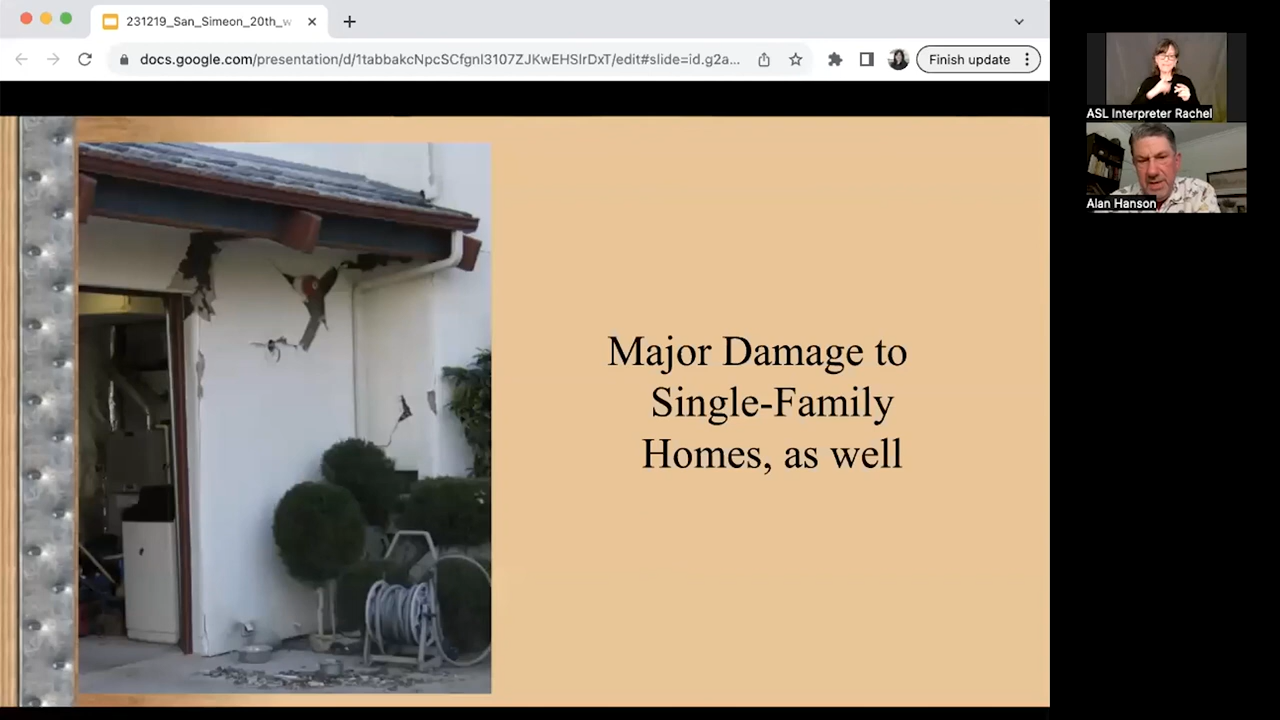 231219_San_Simeon_20th_w
docs.google.com/presentation/d/1tabbakcNpcSCfgnI3107ZJKwEHSIrDxT/edit#slide=id.g2a...
Finish update
ASL Interpreter Rachel
Alan Hanson
Major Damage to
Single-Family
Homes, as well